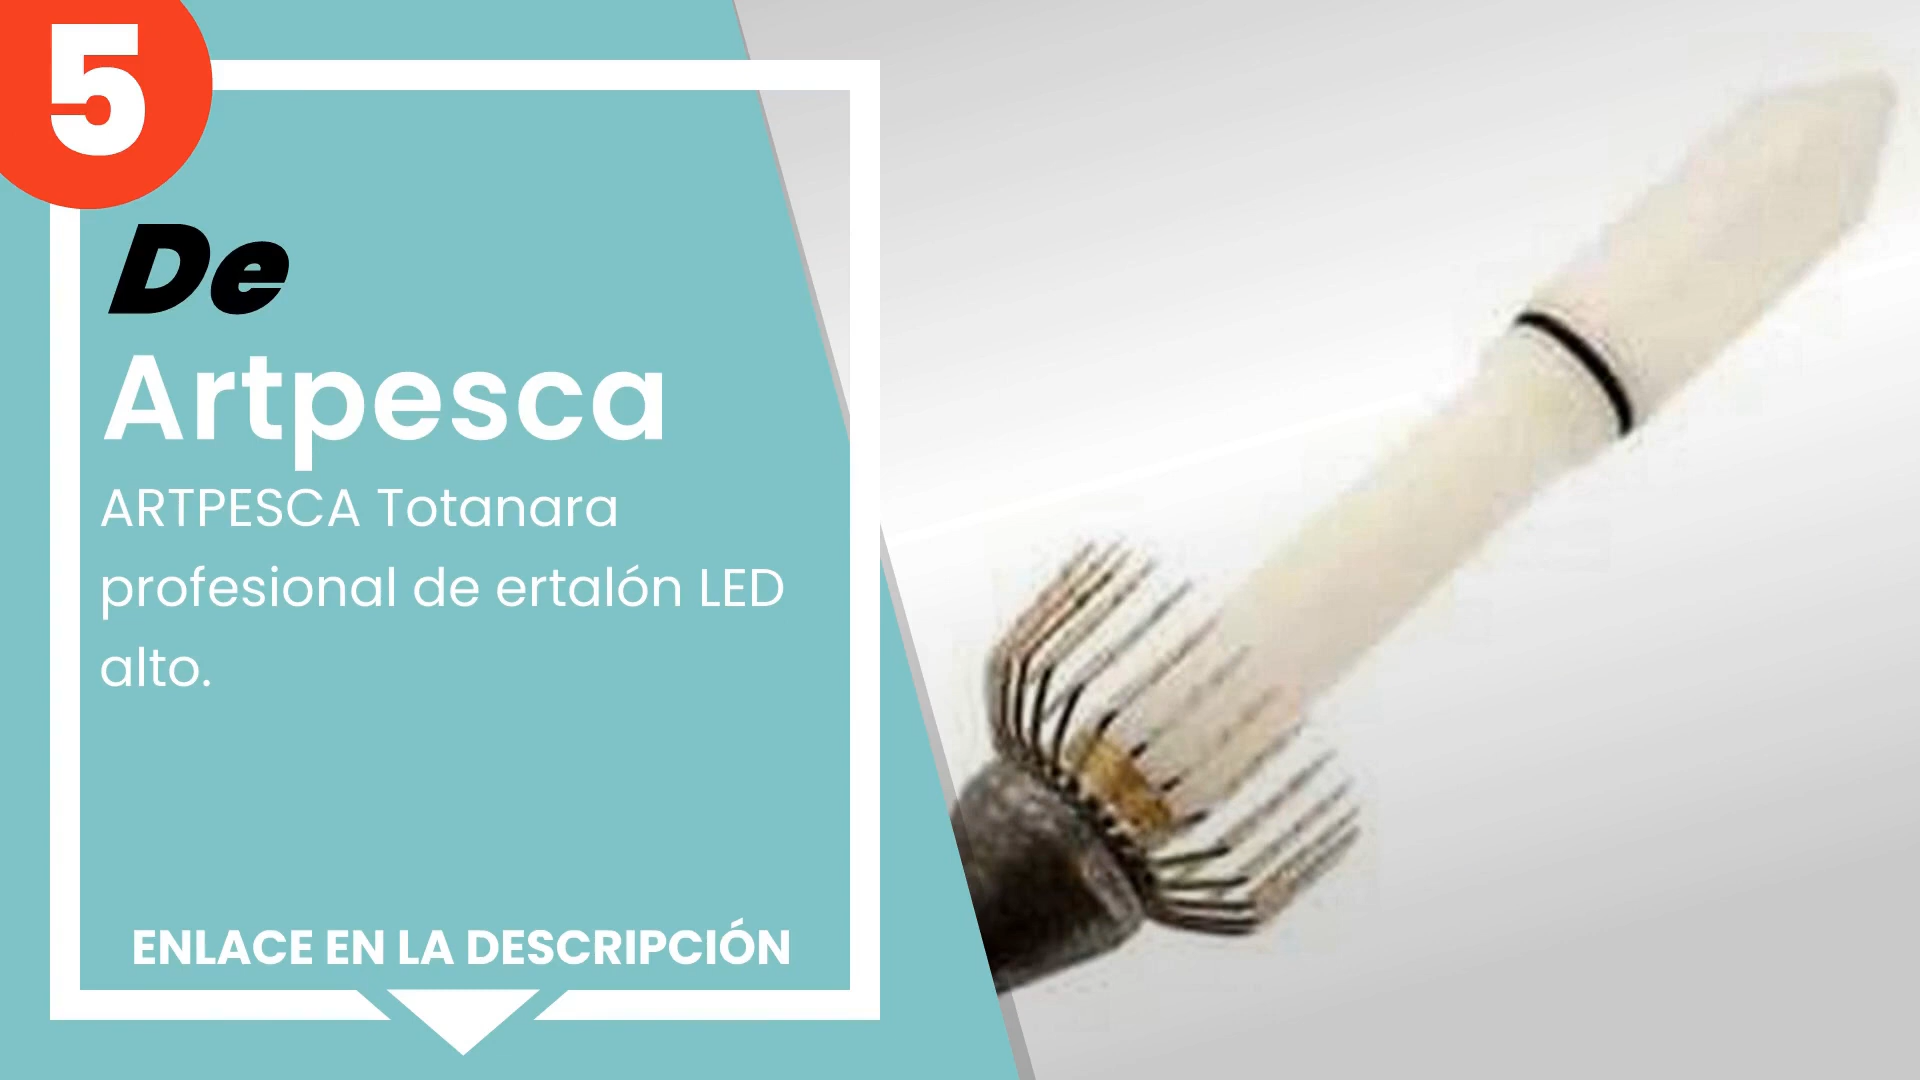 5
De
Artpesca
ARTPESCA Totanara
profesional de ertalón LED
alto.
ENLACE EN LA DESCRIPCIÓN